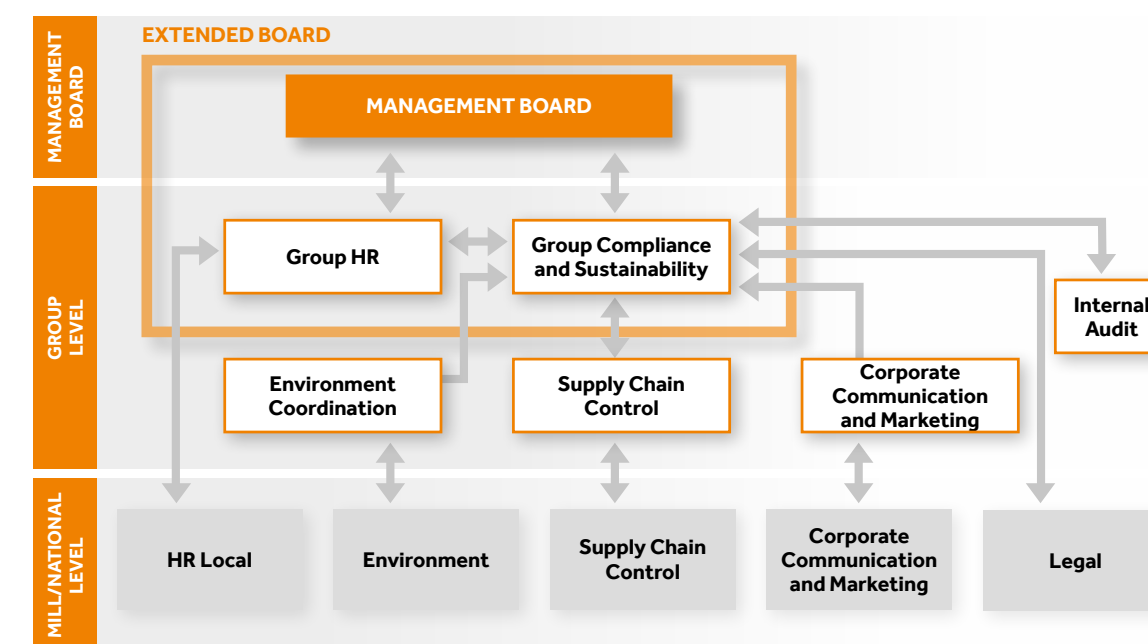 EXTENDED BOARD
MANAGEMENT
BOARD
MANAGEMENT BOARD
GROUP
LEVEL
Group HR
Group Compliance
and Sustainability
Internal
Audit
Environment
Coordination
Supply Chain
Control
Corporate
Communication
and Marketing
MILL/NATIONAL
LEVEL
HR Local
Environment
Supply Chain
Control
Corporate
Communication
and Marketing
Legal